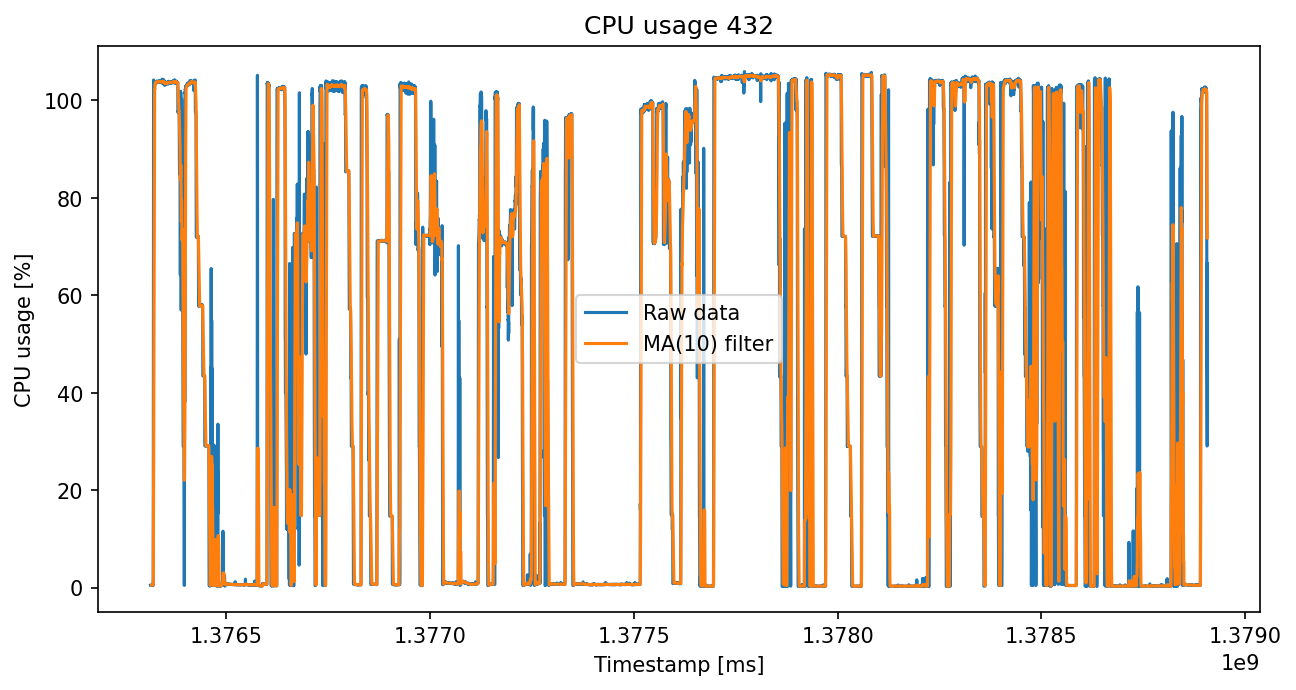 CPU usage 432
CPU usage [%]
100
80
60
40
20
0
Raw data
MA(10) filter
1.3765
1.3770
1.3775
1.3780
1.3785
1.3790
1e9
Timestamp [ms]